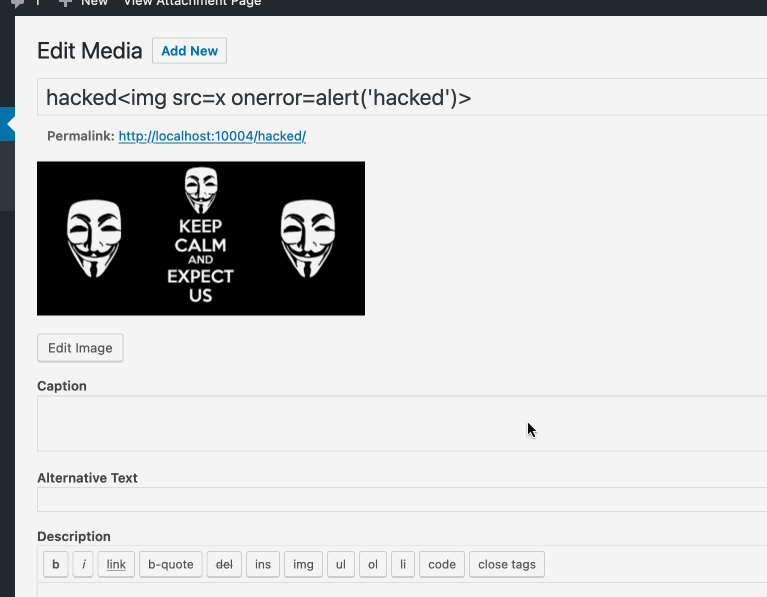 1 New View Attachment Page
Edit Media Add New
hacked<img src=x onerror=alert('hacked')>
Permalink: http://localhost:10004/hacked/
KEEP
CALM
AND
EXPECT
US
Edit Image
Caption
Alternative Text
Description
b i link b-quote del ins img ul ol li code close tags